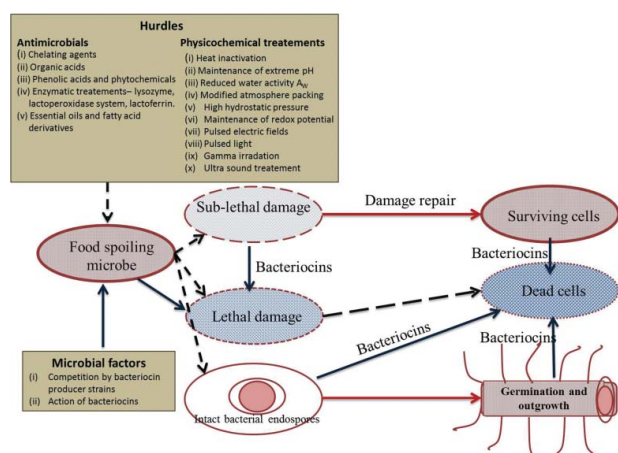 Hurdles
Antimicrobials
(i) Chelating agents
(ii) Organic acids
(iii) Phenolic acids and phytochemicals
(iv) Enzymatic treatments– lysozyme,
lactoperoxidase system, lactoferrin.
(v) Essential oils and fatty acid
derivatives
Physicochemical treatements
(i) Heat inactivation
(ii) Maintenance of extreme pH
(iii) Reduced water activity AW
(iv) Modified atmosphere packing
(v) High hydrostatic pressure
(vi) Maintenance of redox potential
(vii) Pulsed electric fields
(viii) Pulsed light
(ix) Gamma irradation
(x) Ultra sound treatment
Sub-lethal damage
Damage repair
Surviving cells
Food spoiling
microbe
Bacteriocins
Bacteriocins
Lethal damage
Dead cells
Bacteriocins
Bacteriocins
Microbial factors
(i) Competition by bacteriocin
producer strains
(ii) Action of bacteriocins
Intact bacterial endospores
Germination and
outgrowth